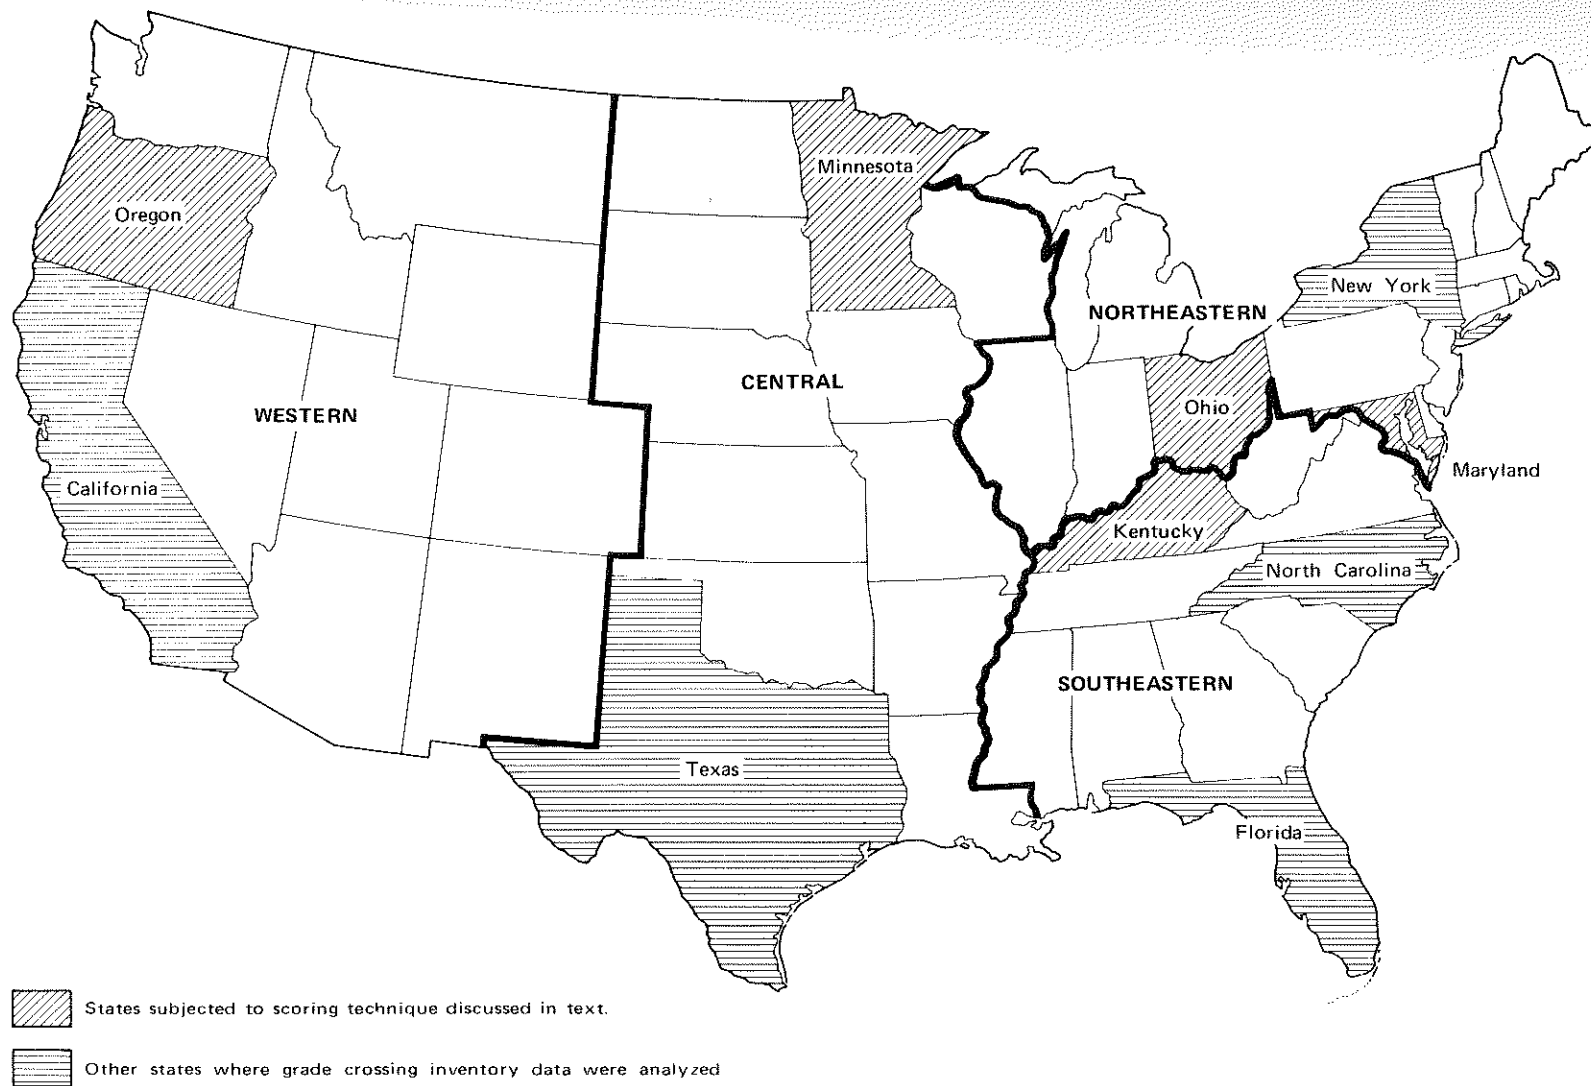 Minnesota
Oregon
New York
NORTHEASTERN
CENTRAL
WESTERN
Ohio
Maryland
California
Kentucky
North Carolina
SOUTHEASTERN
Texas
Florida
States subjected to scoring technique discussed in text.
Other states where grade crossing inventory data were analyzed